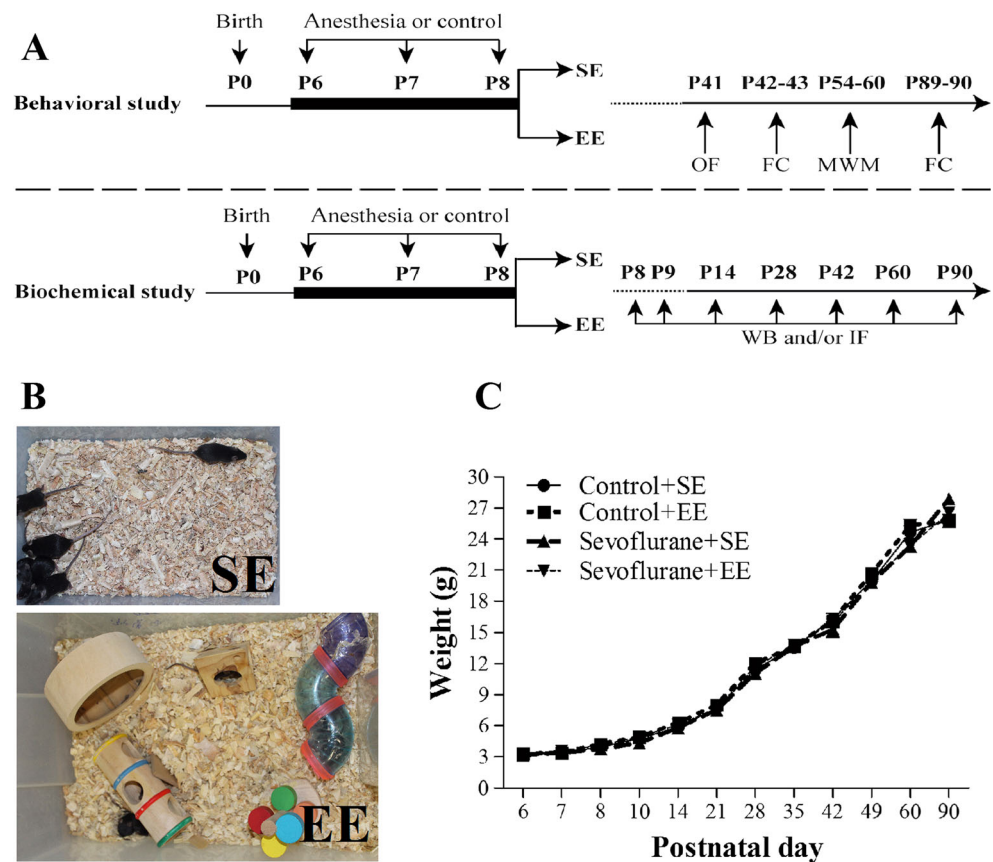 A
Birth
Anesthesia or control
P0 P6 P7 P8 SE P41 P42-43 P54-60 P89-90
Behavioral study
EE
OF FC MWM FC
Birth
Anesthesia or control
P0 P6 P7 P8 SE P8 P9 P14 P28 P42 P60 P90
Biochemical study
EE
WB and/or IF
B
SE
EE
C
Control+SE
Control+EE
Sevoflurane+SE
Sevoflurane+EE
Weight (g)
30
27
24
21
18
15
12
9
6
3
0
6 7 8 10 14 21 28 35 42 49 60 90
Postnatal day